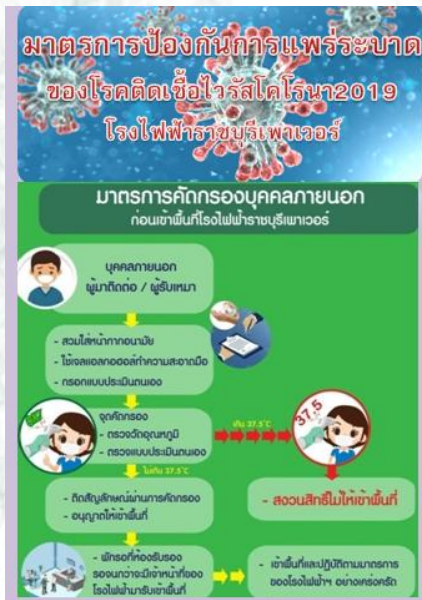 มาตรการป้องกันการแพร่ระบาด
ของโรคติดเชื้อไวรัสโคโรนา2019
โรงไฟฟ้าราชบุรีเพาเวอร์
มาตรการคัดกรองบุคคลภายนอก
ก่อนเข้าพื้นที่โรงไฟฟ้าราชบุรีเพาเวอร์
บุคคลภายนอก
ผู้มาติดต่อ / ผู้รับเหมา
- สวมใส่หน้ากากอนามัย
- ใช้เจลแอลกอฮอล์ทำความสะอาดมือ
- กรอกแบบประเมินตนเอง
จุดคัดกรอง
- ตรวจวัดอุณหภูมิ
- ตรวจแบบประเมินตนเอง
เกิน 37.5°C
37.5
- สงวนสิทธิ์ไม่ให้เข้าพื้นที่
ไม่เกิน 37.5°C
- ติดสัญลักษณ์ผ่านการคัดกรอง
- อนุญาตให้เข้าพื้นที่
- พักรอที่ห้องรับรอง
รอจนกว่าจะมีเจ้าหน้าที่ของ
โรงไฟฟ้ามารับเข้าพื้นที่
- เข้าพื้นที่และปฏิบัติตามมาตรการ
ของโรงไฟฟ้าฯ อย่างเคร่งครัด